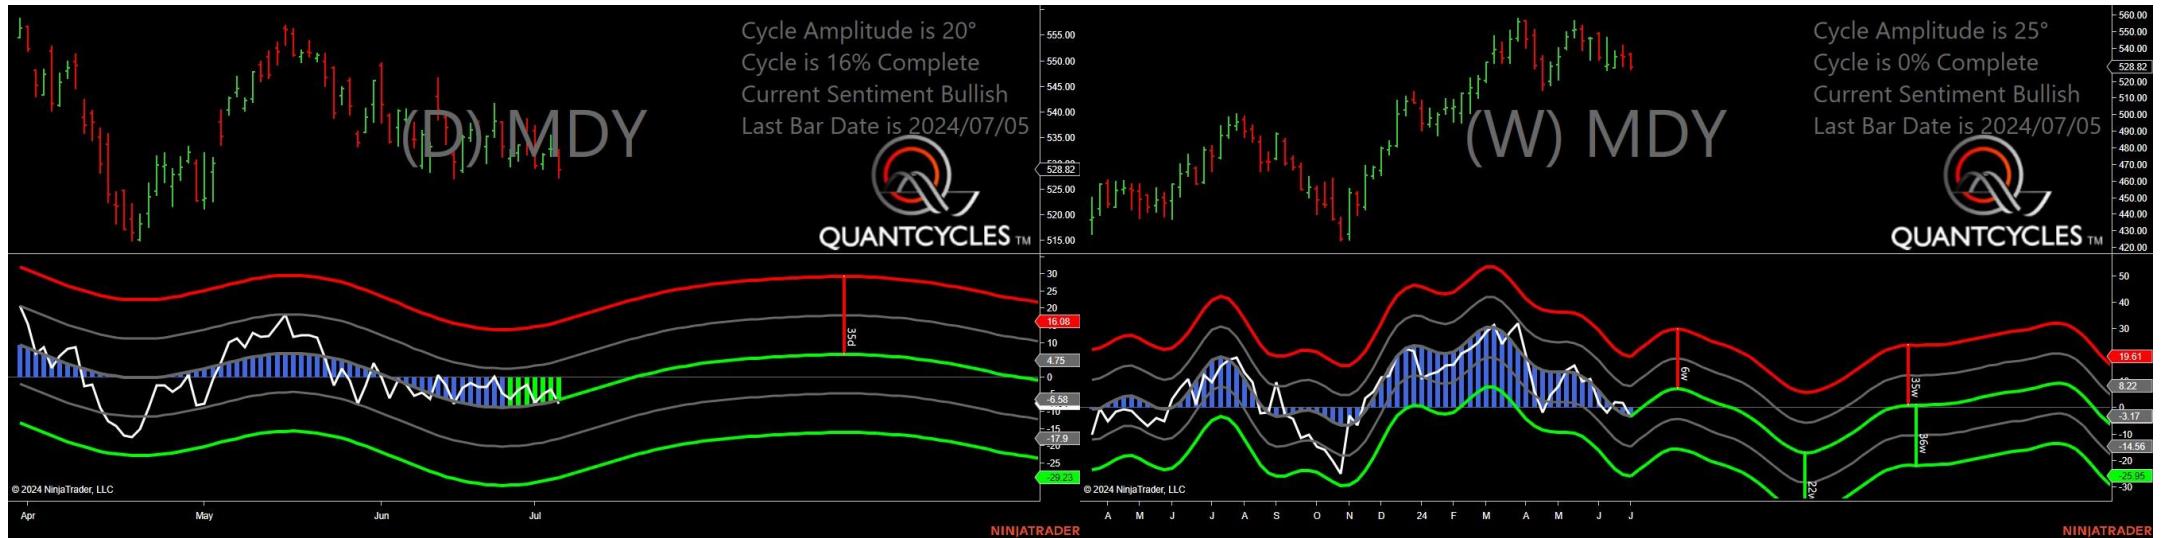 Cycle Amplitude is 20°
Cycle is 16% Complete
Current Sentiment Bullish
Last Bar Date is 2024/07/05
(D) MDY
QUANTCYCLES TM
555.00
550.00
545.00
540.00
535.00
528.82
525.00
520.00
515.00
30
25
20
16.08
10
4.75
0
-6.58
-10
-15
-17.9
-20
-25
-29.23
35d
© 2024 NinjaTrader, LLC
Apr May Jun Jul
NINJATRADER
Cycle Amplitude is 25°
Cycle is 0% Complete
Current Sentiment Bullish
Last Bar Date is 2024/07/05
(W) MDY
QUANTCYCLES TM
560.00
550.00
540.00
528.82
520.00
510.00
500.00
490.00
480.00
470.00
460.00
450.00
440.00
430.00
420.00
50
40
30
19.61
8.22
0
-3.17
-10
-14.56
-20
-25.95
-30
6w
35w
36w
22w
© 2024 NinjaTrader, LLC
A M J J A S O N D 24 F M A M J J
NINJATRADER